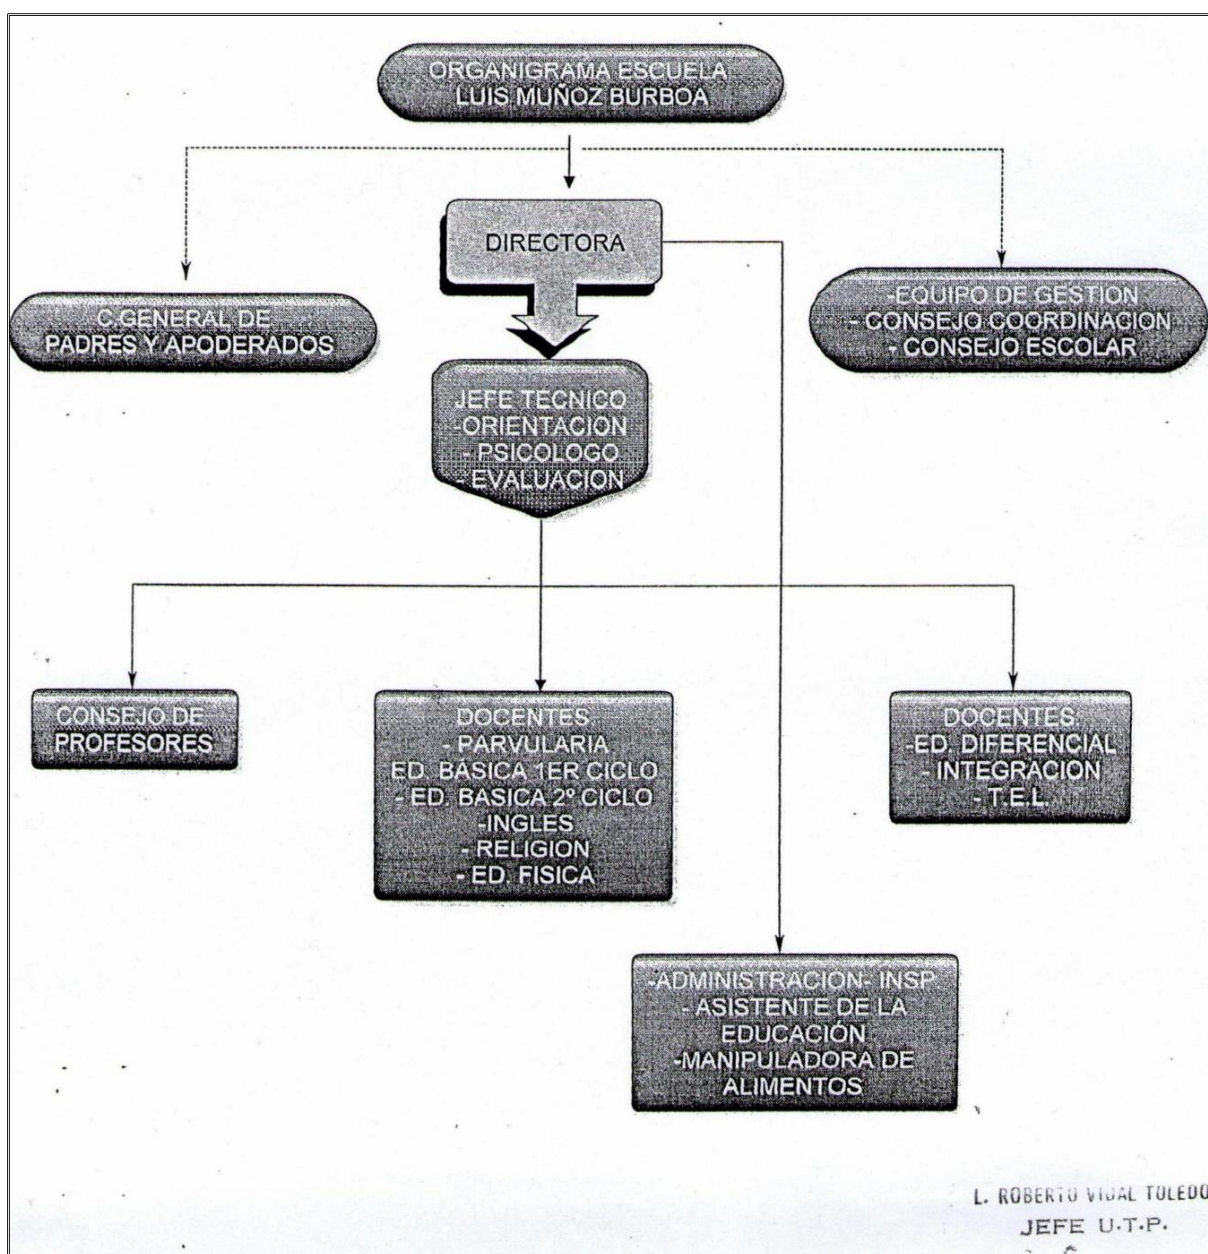 ORGANIGRAMA ESCUELA
LUIS MUÑOZ BURBOA
DIRECTORA
C.GENERAL DE
PADRES Y APODERADOS
-EQUIPO DE GESTION
- CONSEJO COORDINACION
- CONSEJO ESCOLAR
JEFE TECNICO
-ORIENTACION
- PSICOLOGO
- EVALUACION
CONSEJO DE
PROFESORES
DOCENTES
- PARVULARIA
ED. BÁSICA 1ER CICLO
- ED. BASICA 2º CICLO
-INGLES
- RELIGION
- ED. FISICA
DOCENTES
-ED. DIFERENCIAL
- INTEGRACION
- T.E.L.
-ADMINISTRACION- INSP
- ASISTENTE DE LA
EDUCACIÓN
-MANIPULADORA DE
ALIMENTOS
L. ROBERTO VIDAL TOLEDO
JEFE U.T.P.